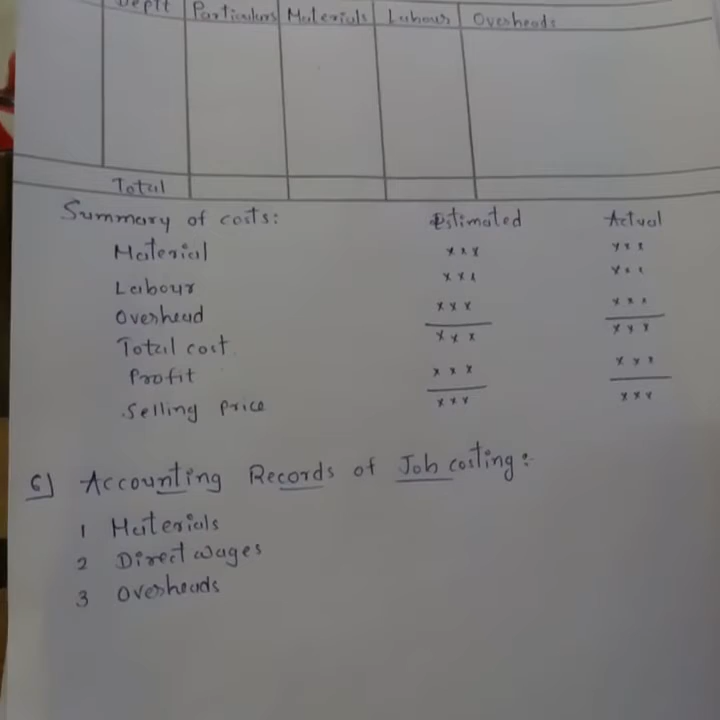 Deptt Particulars Materials Labour Overheads
Total
Summary of costs: Estimated Actual
Material xxx xxx
Labour xxx xxx
Overhead xxx xxx
Total cost xxx xxx
Profit xxx xxx
Selling price xxx xxx
6) Accounting Records of Job costing:-
1 Materials
2 Direct wages
3 Overheads